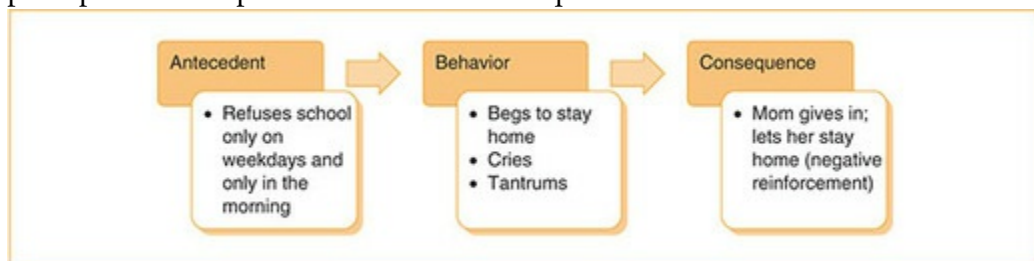 Antecedent
• Refuses school
only on
weekdays and
only in the
morning
Behavior
• Begs to stay
home
• Cries
• Tantrums
Consequence
• Mom gives in;
lets her stay
home (negative
reinforcement)